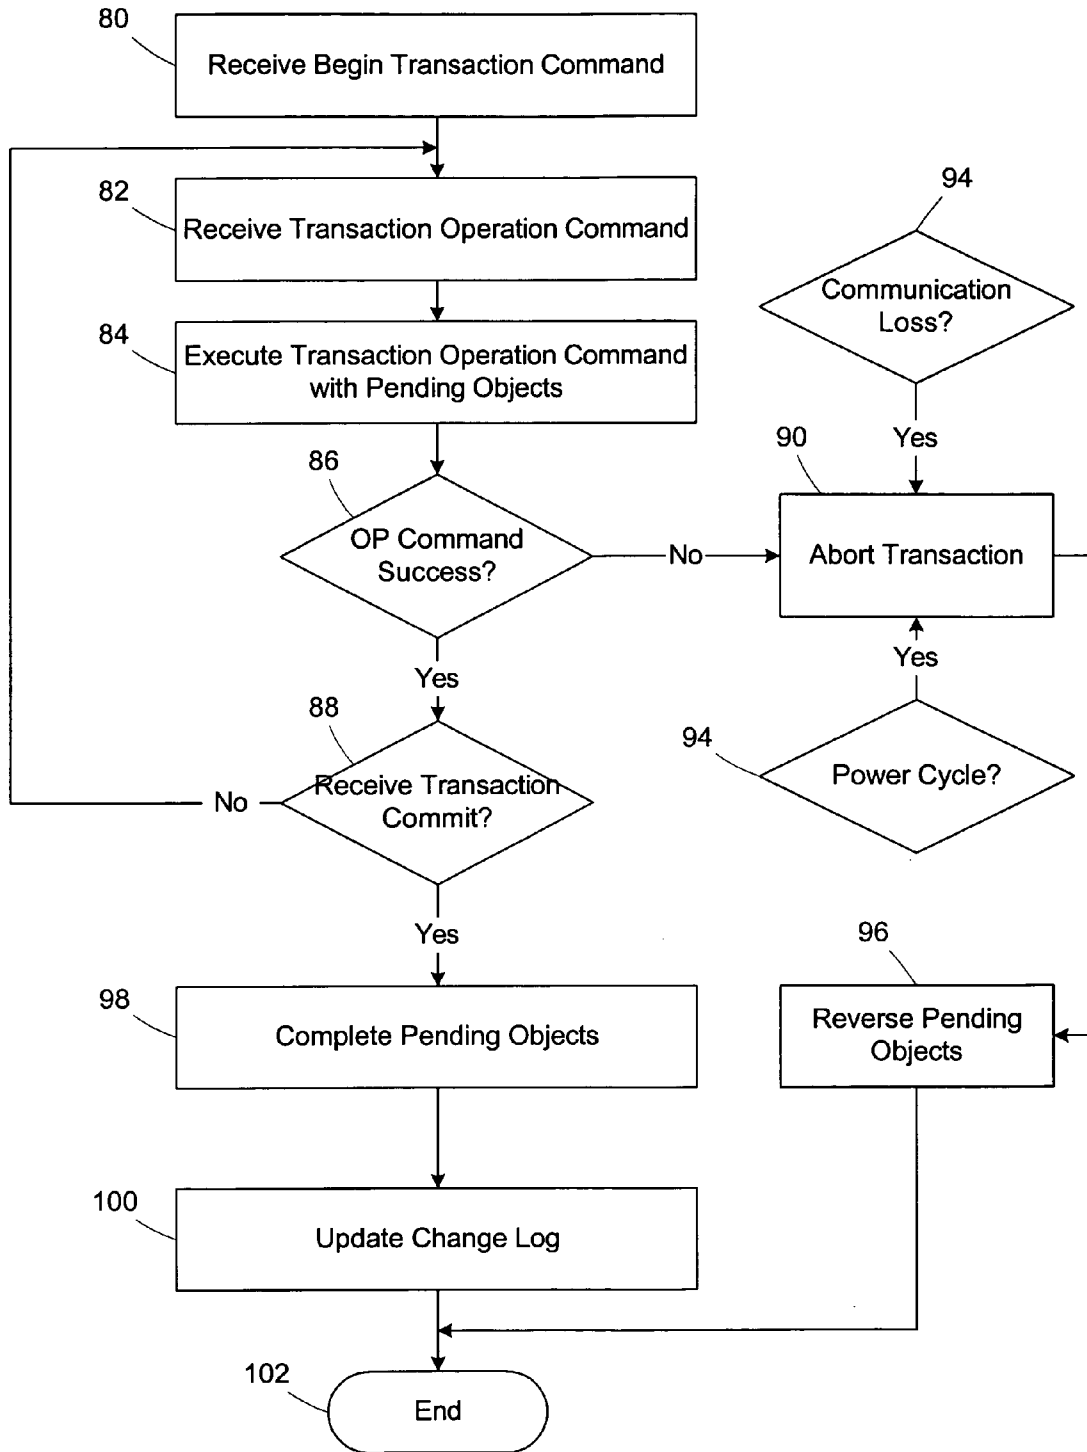 80
Receive Begin Transaction Command
82
Receive Transaction Operation Command
94
Communication
Loss?
84
Execute Transaction Operation Command
with Pending Objects
Yes
86
90
OP Command
Success?
No
Abort Transaction
Yes
Yes
88
94
Receive Transaction
Commit?
No
Power Cycle?
Yes
96
98
Complete Pending Objects
Reverse Pending
Objects
100
Update Change Log
102
End